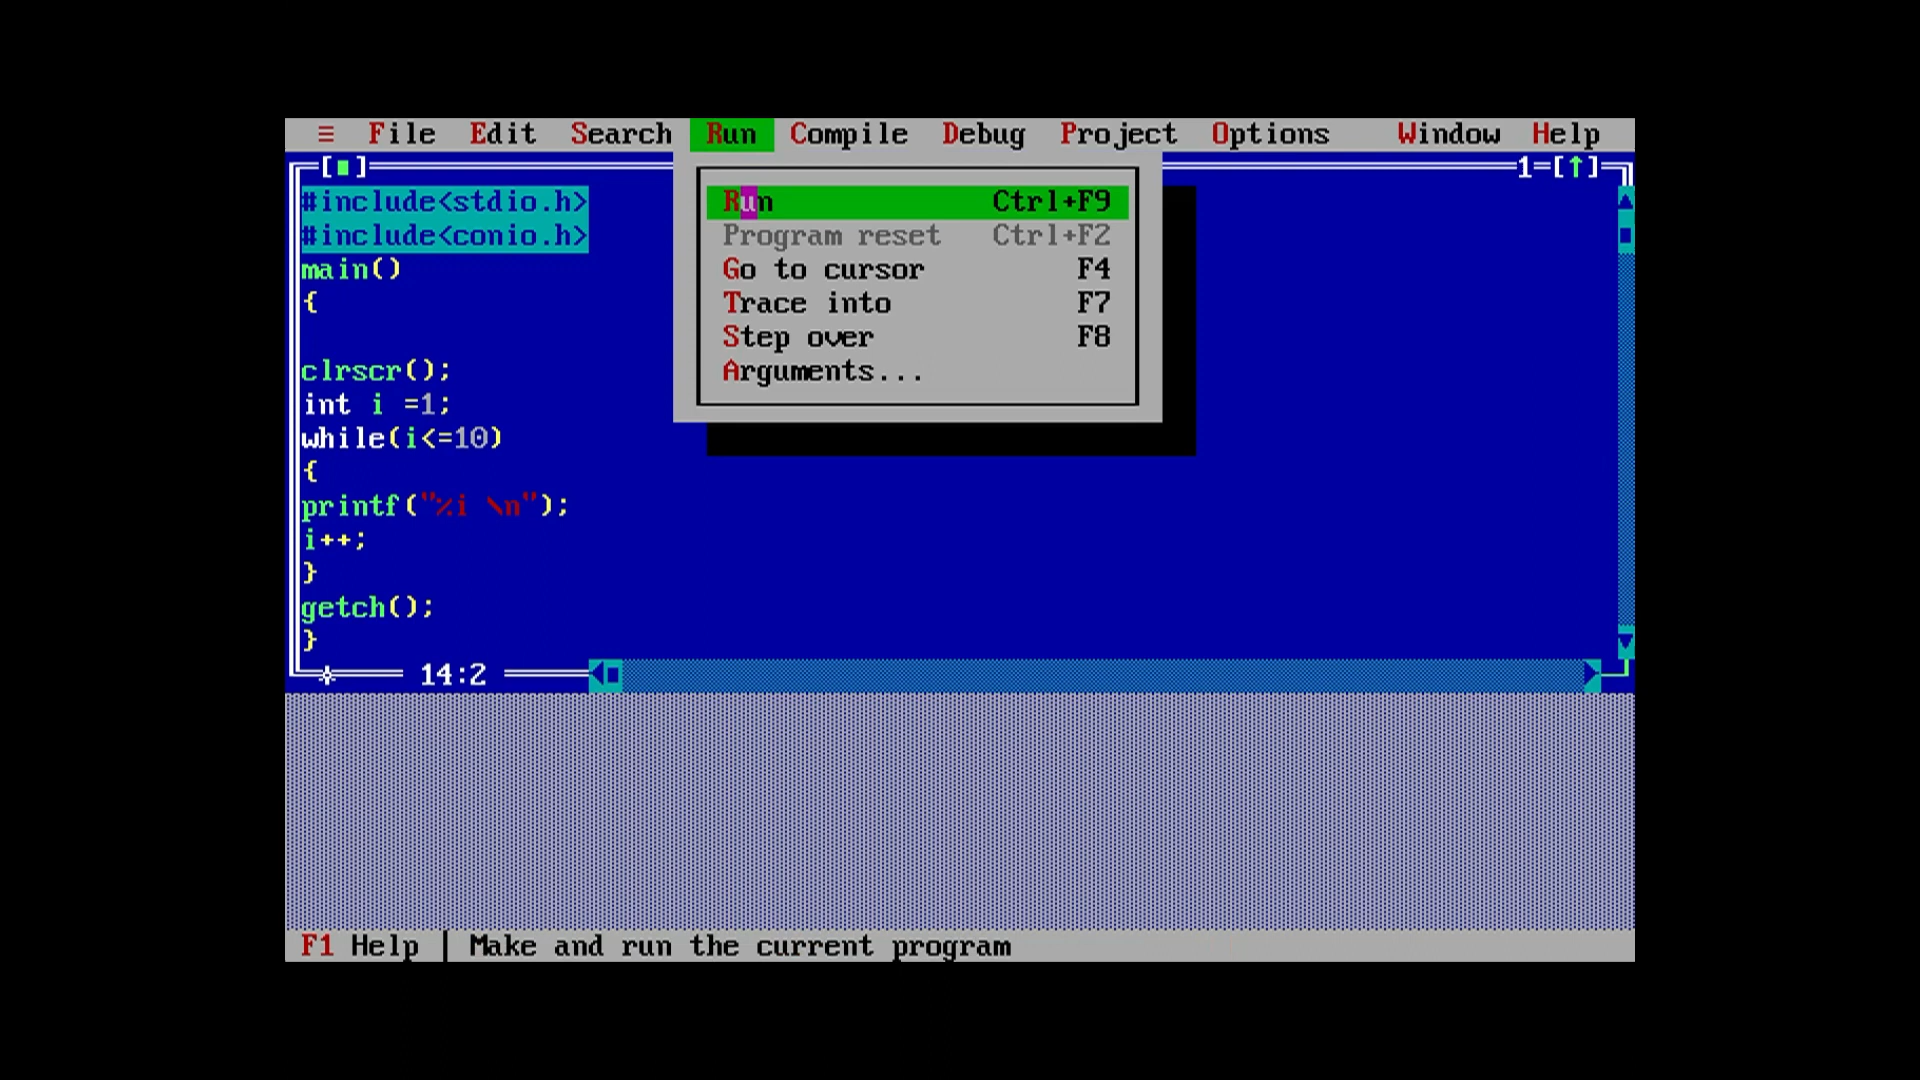 ≡ File Edit Search Run Compile Debug Project Options Window Help
[■] 1=[↑]
#include<stdio.h>
#include<conio.h>
main()
{
clrscr();
int i =1;
while(i<=10)
{
printf("%i \n");
i++;
}
getch();
}
14:2
Run Ctrl+F9
Program reset Ctrl+F2
Go to cursor F4
Trace into F7
Step over F8
Arguments...
F1 Help | Make and run the current program